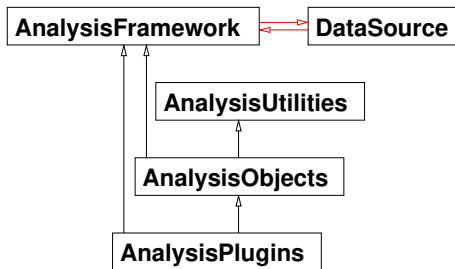 AnalysisFramework
DataSource
AnalysisUtilities
AnalysisObjects
AnalysisPlugins